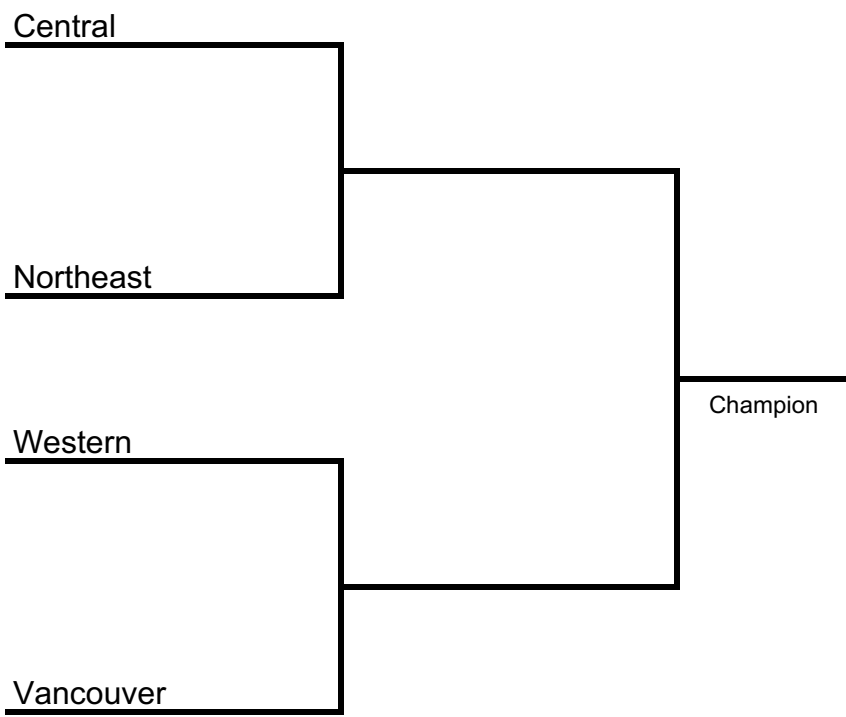 Central
Northeast
Champion
Western
Vancouver